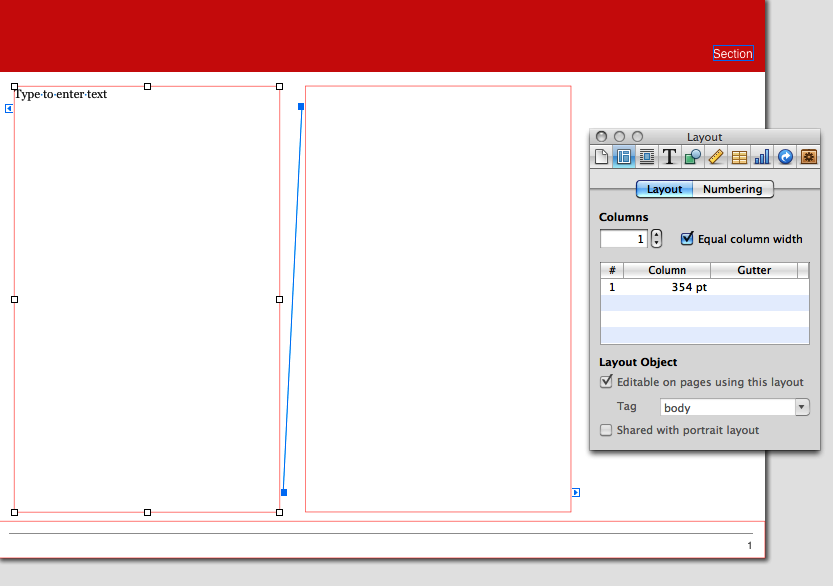 Section
Type·to·enter·text
Layout
Layout Numbering
Columns
1 Equal column width
# Column Gutter
1 354 pt
Layout Object
Editable on pages using this layout
Tag body
Shared with portrait layout
1